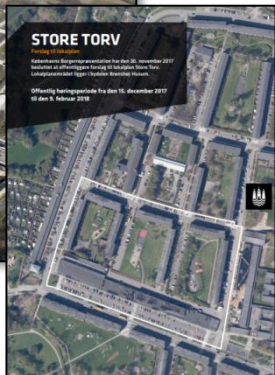 STORE TORV
Forslag til lokalplan
Københavns Borgerrepræsentation har den 30. november 2017
besluttet at offentliggøre forslag til lokalplan Store Torv.
Lokalplanområdet ligger i bydelen Brønshøj-Husum.
Offentlig høringsperiode fra den 15. december 2017
til den 9. februar 2018